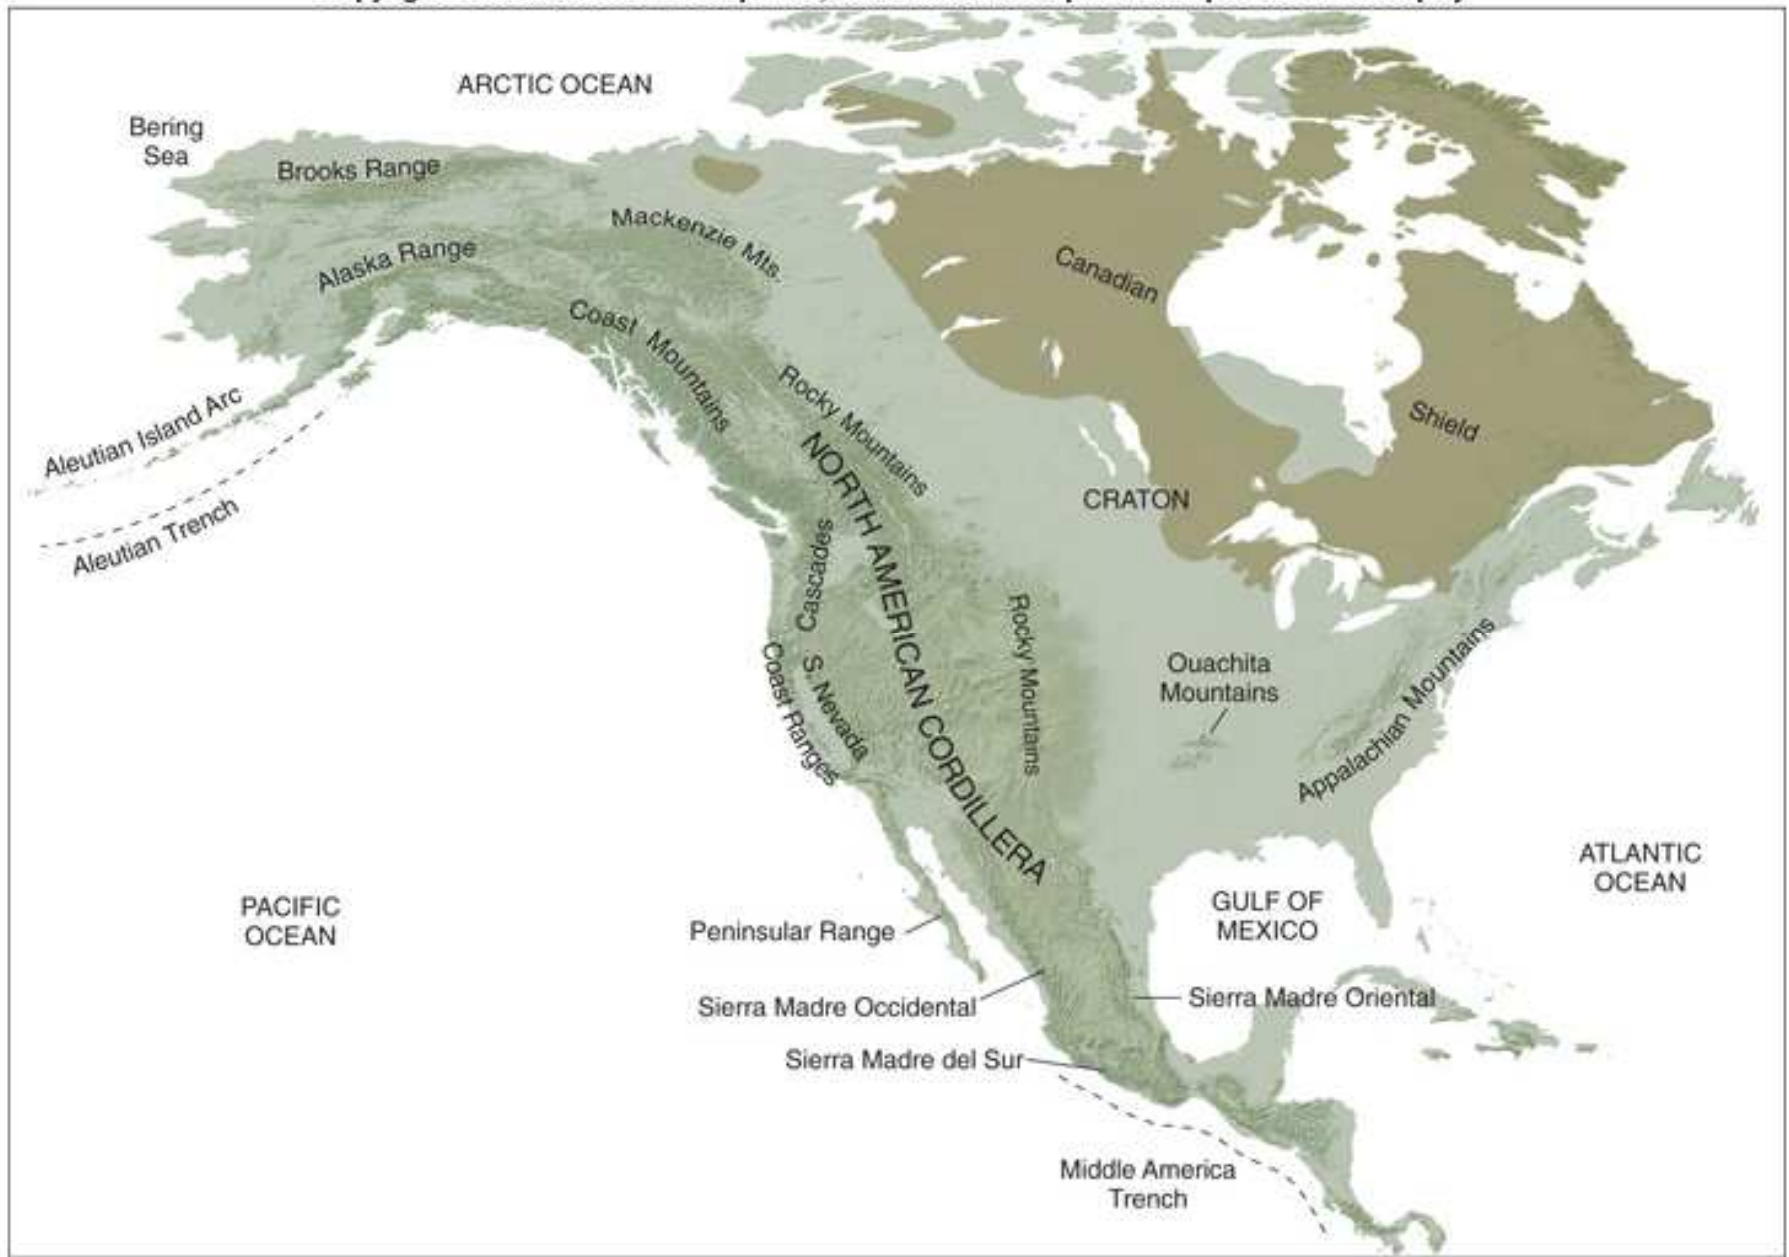 ARCTIC OCEAN
Bering
Sea
Brooks Range
Mackenzie Mts.
Alaska Range
Canadian
Coast Mountains
Rocky Mountains
Aleutian Island Arc
Shield
NORTH AMERICAN CORDILLERA
CRATON
Aleutian Trench
Cascades
Rocky Mountains
Coast Ranges
S. Nevada
Ouachita
Mountains
Appalachian Mountains
ATLANTIC
OCEAN
PACIFIC
OCEAN
GULF OF
MEXICO
Peninsular Range
Sierra Madre Occidental
Sierra Madre Oriental
Sierra Madre del Sur
Middle America
Trench